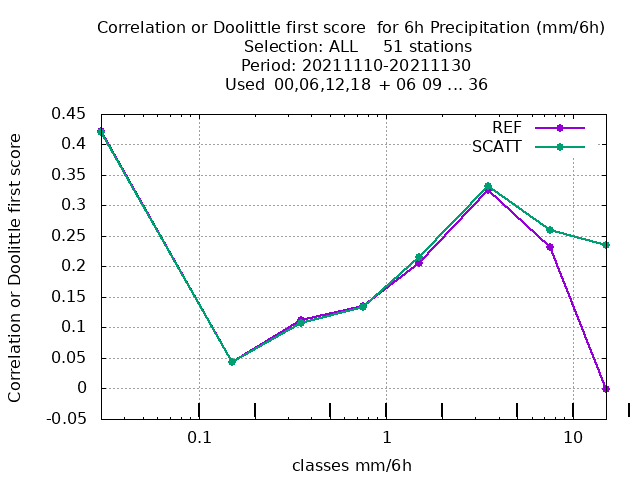 Correlation or Doolittle first score  for 6h Precipitation (mm/6h)
Selection: ALL     51 stations
Period: 20211110-20211130
Used  00,06,12,18  + 06 09 ... 36
REF
SCATT
0.45
0.4
0.35
0.3
0.25
0.2
0.15
0.1
0.05
0
-0.05
Correlation or Doolittle first score
0.1 1 10
classes mm/6h